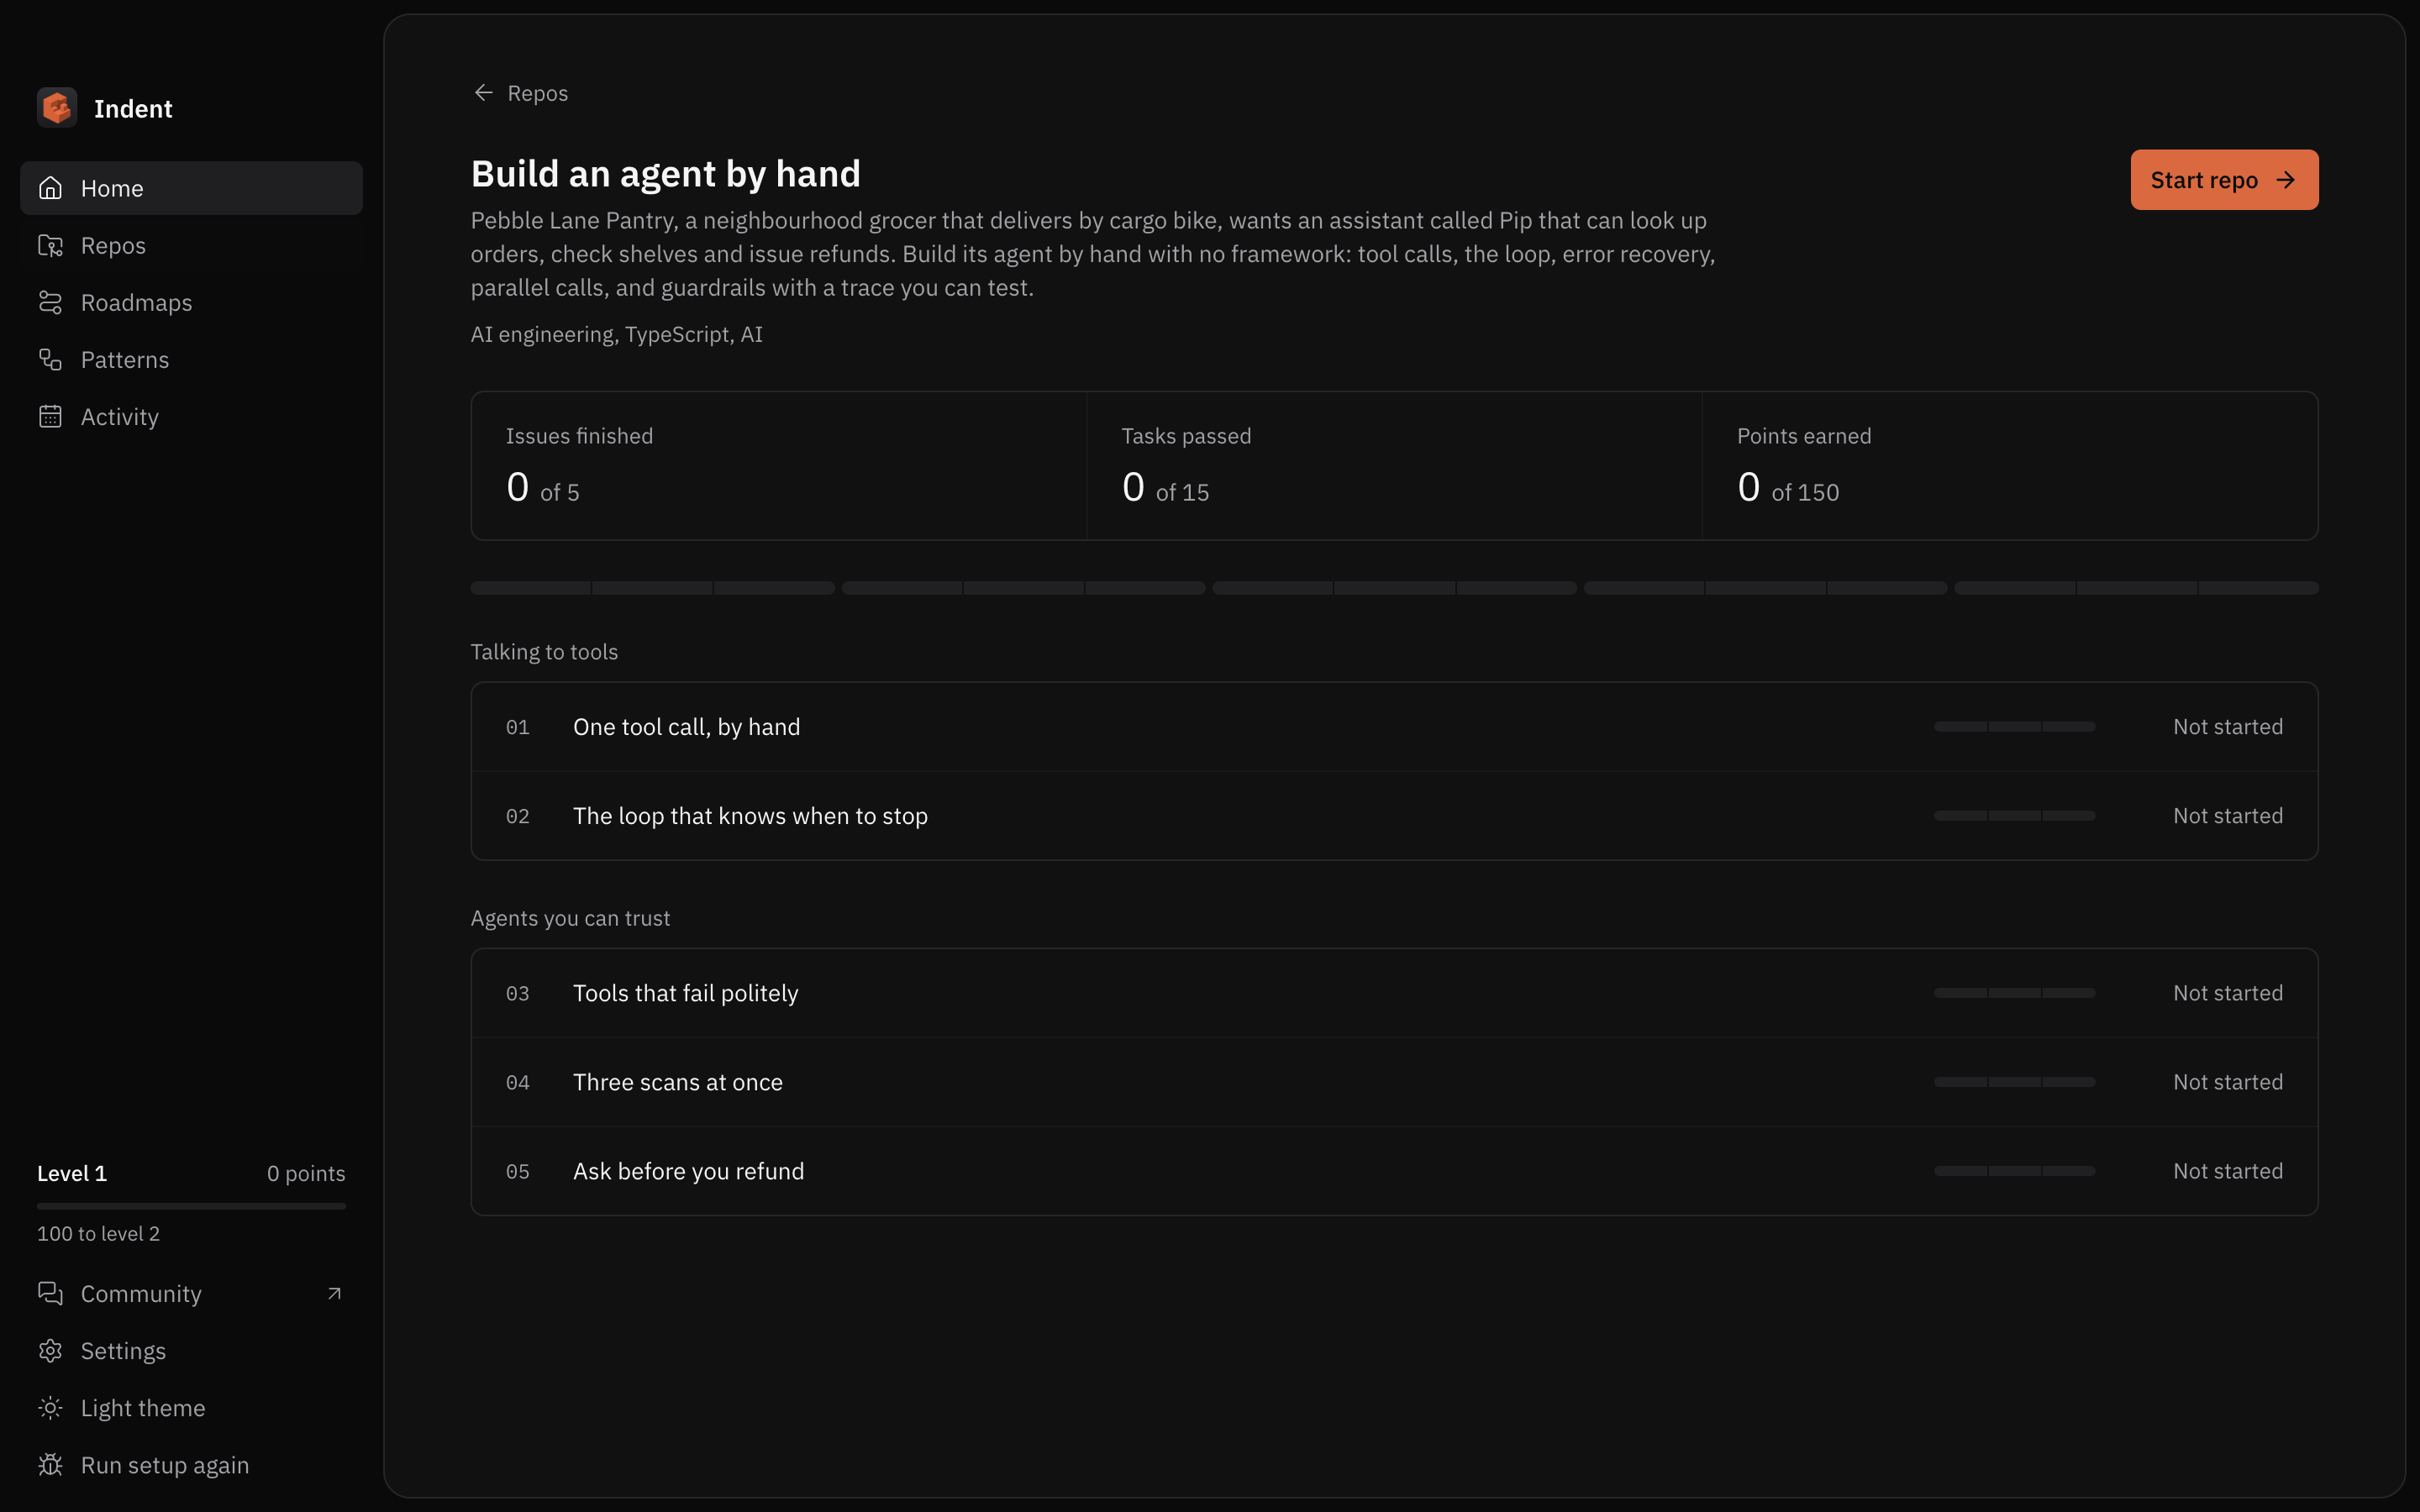 Indent
Home
Repos
Roadmaps
Patterns
Activity
Level 1 0 points
100 to level 2
Community
Settings
Light theme
Run setup again
Repos
Build an agent by hand
Start repo
Pebble Lane Pantry, a neighbourhood grocer that delivers by cargo bike, wants an assistant called Pip that can look up
orders, check shelves and issue refunds. Build its agent by hand with no framework: tool calls, the loop, error recovery,
parallel calls, and guardrails with a trace you can test.
AI engineering, TypeScript, AI
Issues finished
0 of 5
Tasks passed
0 of 15
Points earned
0 of 150
Talking to tools
01 One tool call, by hand Not started
02 The loop that knows when to stop Not started
Agents you can trust
03 Tools that fail politely Not started
04 Three scans at once Not started
05 Ask before you refund Not started